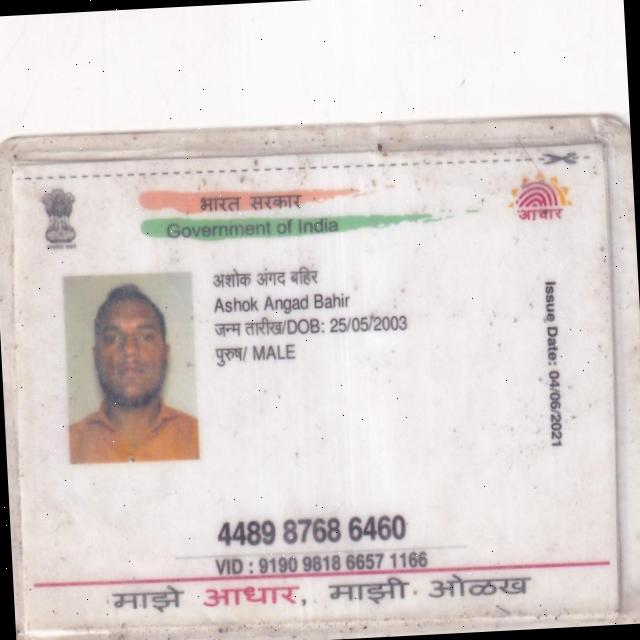 भारत सरकार
Government of India
आधार
अशोक अंगद बहिर
Ashok Angad Bahir
जन्म तारीख/DOB: 25/05/2003
पुरुष/ MALE
Issue Date: 04/06/2021
4489 8768 6460
VID : 9190 9818 6657 1166
माझे आधार, माझी ओळख